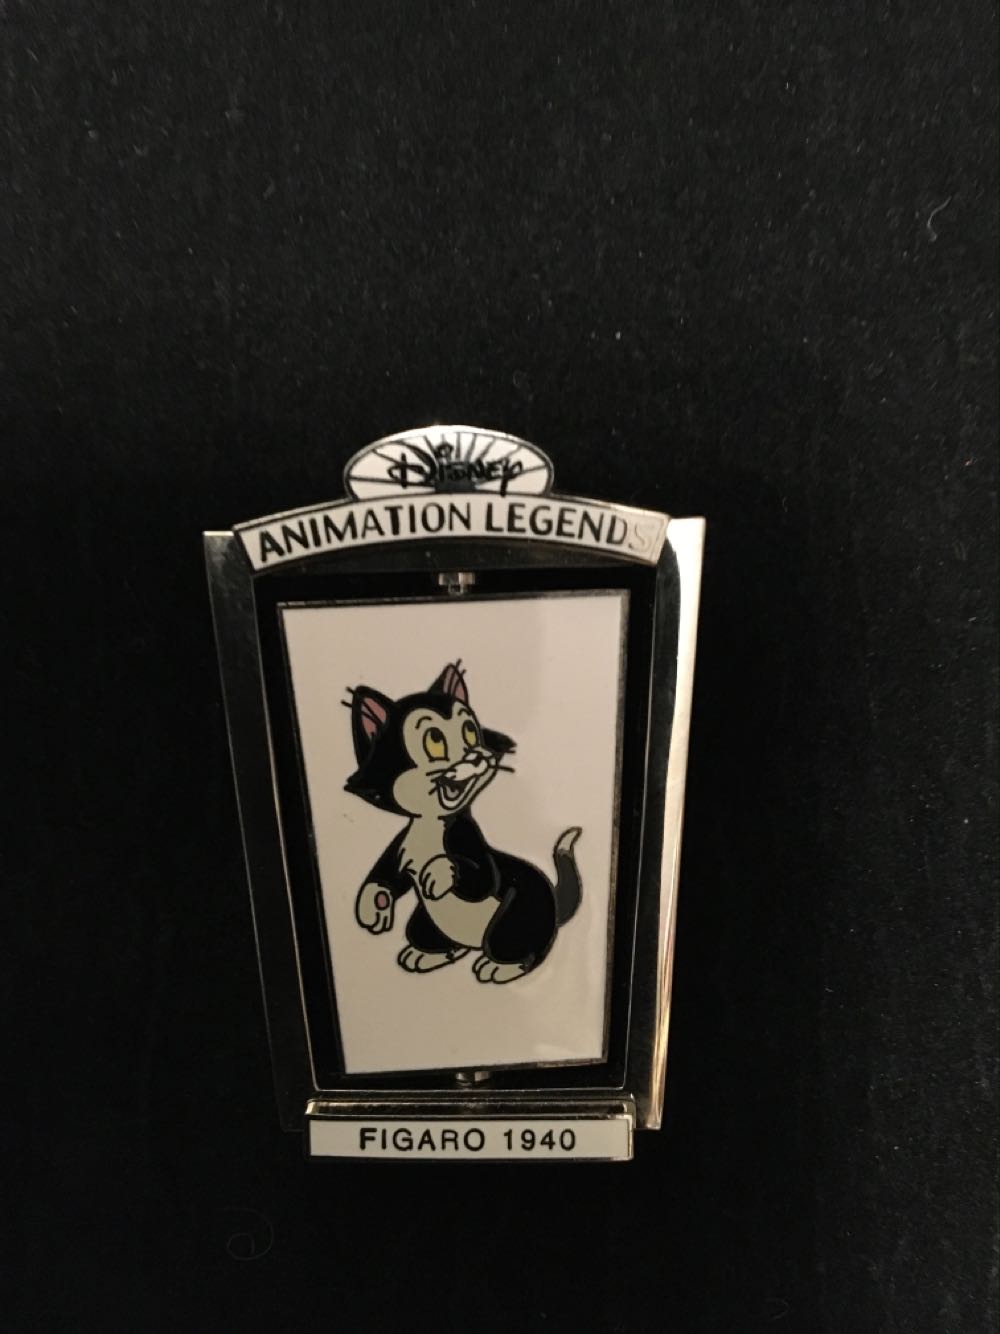 Disney
ANIMATION LEGENDS
FIGARO 1940